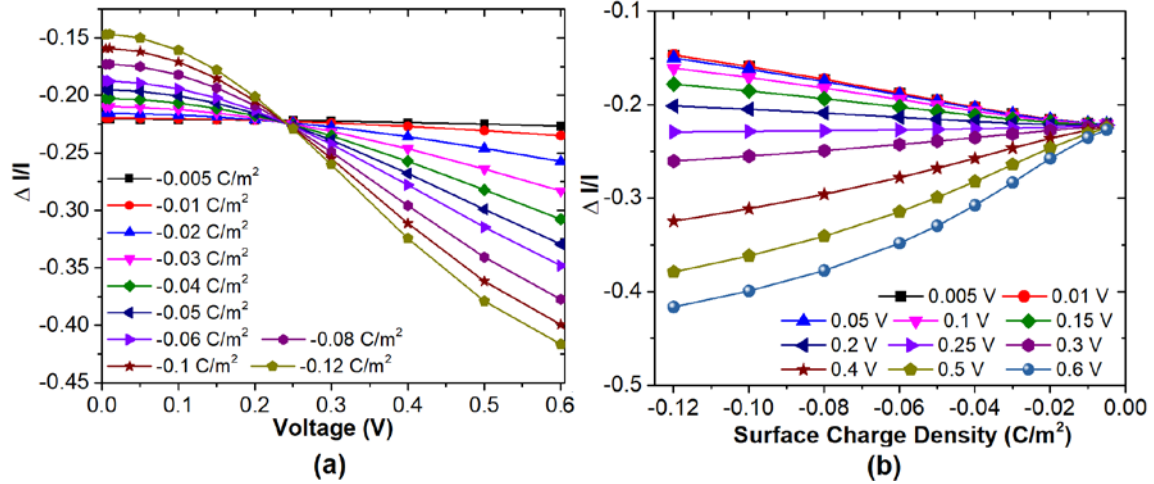 -0.15
-0.20
-0.25
-0.30
-0.35
-0.40
-0.45
Δ I/I
-0.005 C/m²
-0.01 C/m²
-0.02 C/m²
-0.03 C/m²
-0.04 C/m²
-0.05 C/m²
-0.06 C/m² -0.08 C/m²
-0.1 C/m² -0.12 C/m²
0.0 0.1 0.2 0.3 0.4 0.5 0.6
Voltage (V)
(a)
-0.1
-0.2
-0.3
-0.4
-0.5
Δ I/I
0.005 V 0.01 V
0.05 V 0.1 V 0.15 V
0.2 V 0.25 V 0.3 V
0.4 V 0.5 V 0.6 V
-0.12 -0.10 -0.08 -0.06 -0.04 -0.02 0.00
Surface Charge Density (C/m²)
(b)